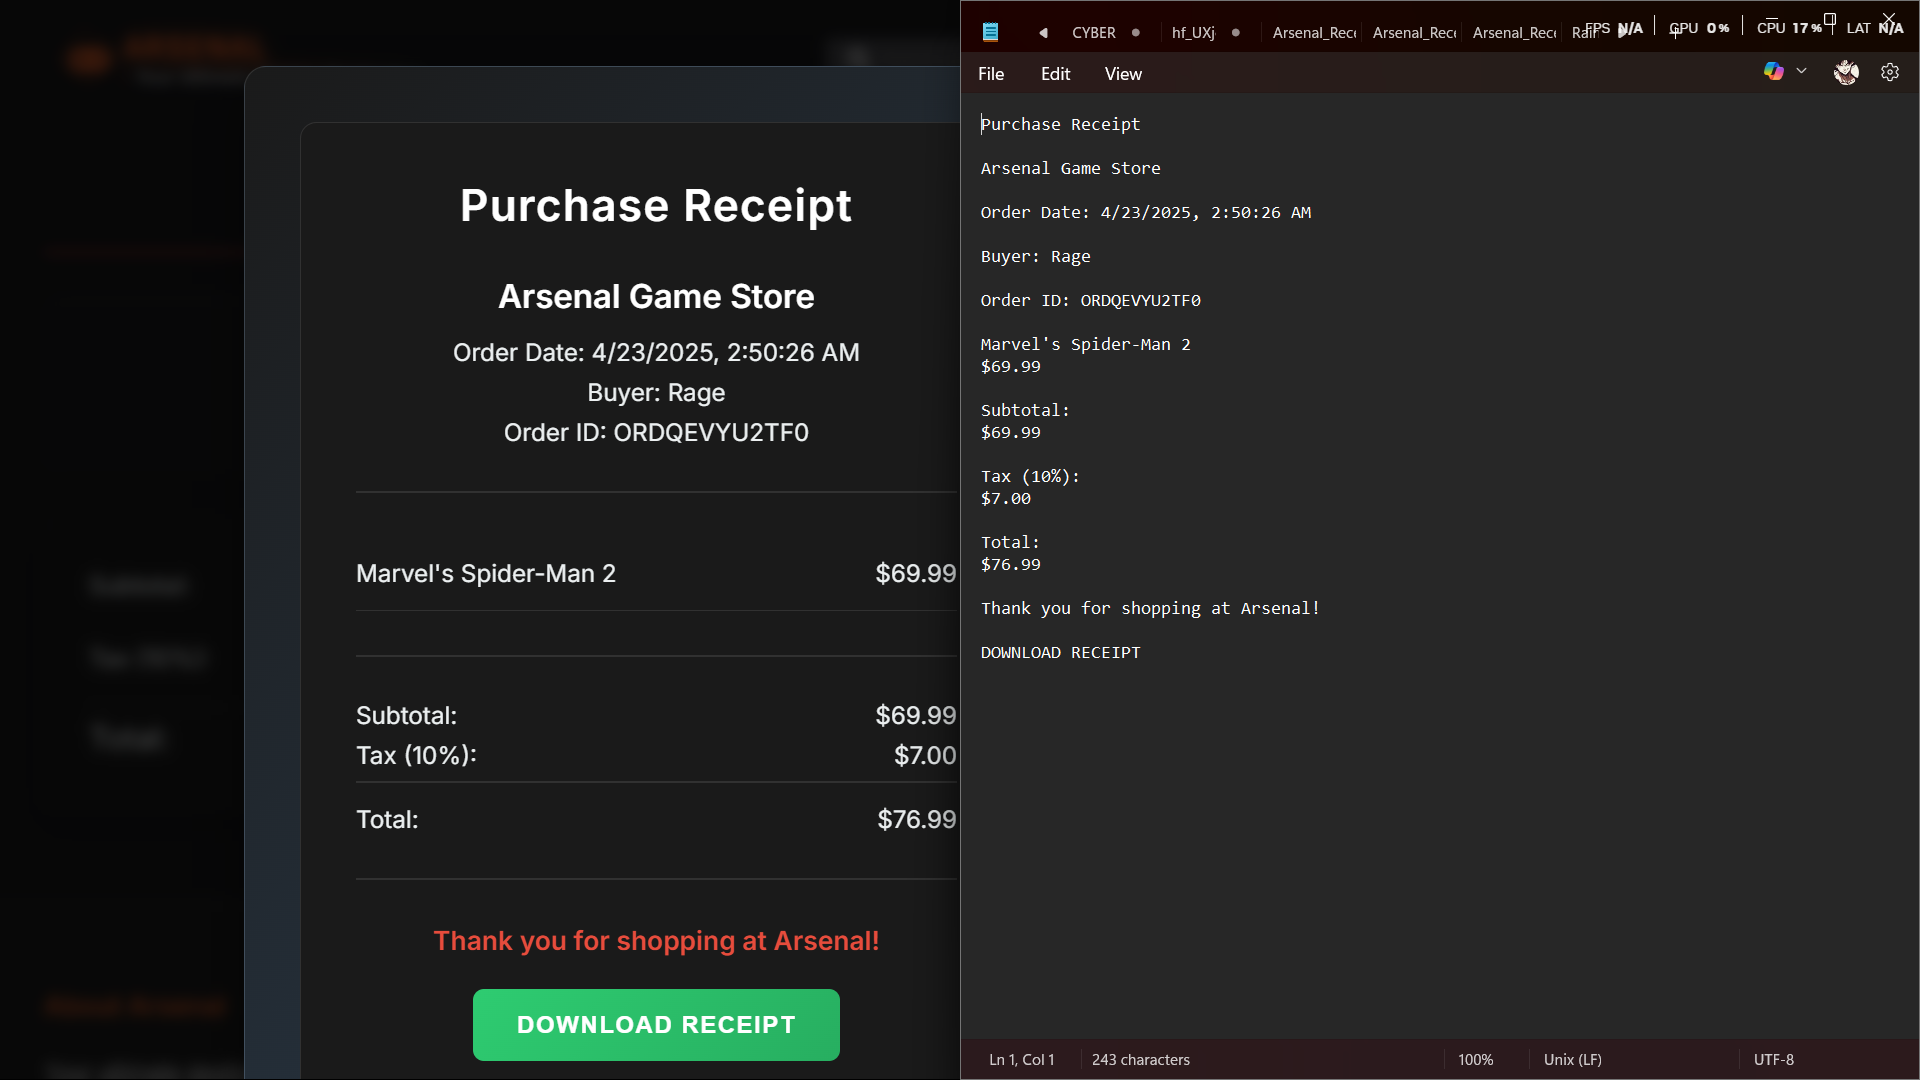 Purchase Receipt
Arsenal Game Store
Order Date: 4/23/2025, 2:50:26 AM
Buyer: Rage
Order ID: ORDQEVYU2TF0
Marvel's Spider-Man 2 $69.99
Subtotal: $69.99
Tax (10%): $7.00
Total: $76.99
Thank you for shopping at Arsenal!
DOWNLOAD RECEIPT
CYBER hf_UXj Arsenal_Rece Arsenal_Rece Arsenal_Rece
FPS N/A GPU 0% CPU 17% LAT N/A
File Edit View
Purchase Receipt
Arsenal Game Store
Order Date: 4/23/2025, 2:50:26 AM
Buyer: Rage
Order ID: ORDQEVYU2TF0
Marvel's Spider-Man 2
$69.99
Subtotal:
$69.99
Tax (10%):
$7.00
Total:
$76.99
Thank you for shopping at Arsenal!
DOWNLOAD RECEIPT
Ln 1, Col 1 243 characters 100% Unix (LF) UTF-8